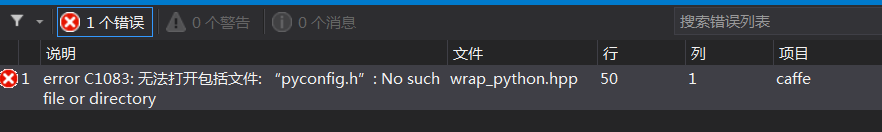 1 个错误 0 个警告 0 个消息 搜索错误列表
说明 文件 行 列 项目
1 error C1083: 无法打开包括文件: “pyconfig.h”: No such wrap_python.hpp 50 1 caffe
file or directory